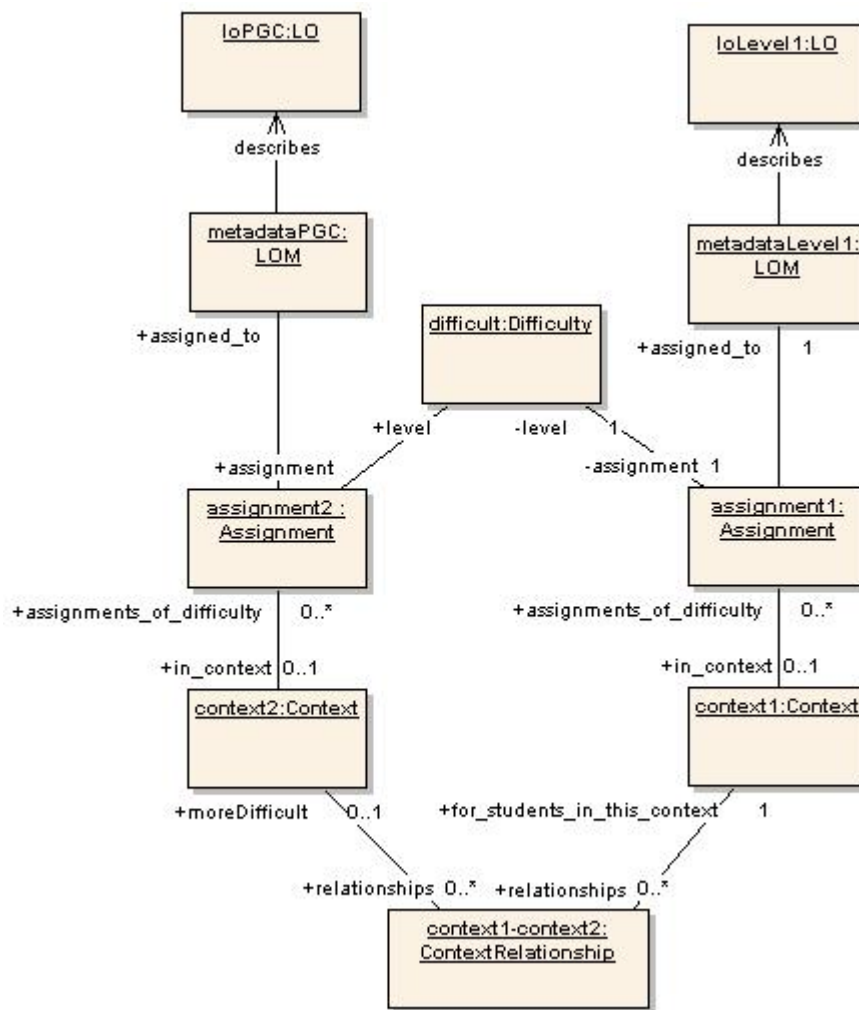 loPGC:LO
loLevel1:LO
describes
describes
metadataPGC:
LOM
metadataLevel1:
LOM
difficult:Difficulty
+assigned_to
+assigned_to 1
+level
-level 1
+assignment
-assignment 1
assignment2 :
Assignment
assignment1:
Assignment
+assignments_of_difficulty 0..*
+assignments_of_difficulty 0..*
+in_context 0..1
+in_context 0..1
context2:Context
context1:Context
+moreDifficult 0..1
+for_students_in_this_context 1
+relationships 0..*
+relationships 0..*
context1-context2:
ContextRelationship